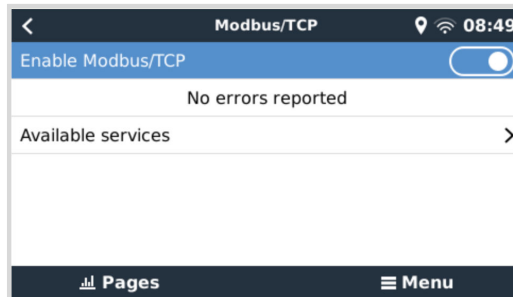 Modbus/TCP 08:49
Enable Modbus/TCP
No errors reported
Available services
Pages Menu